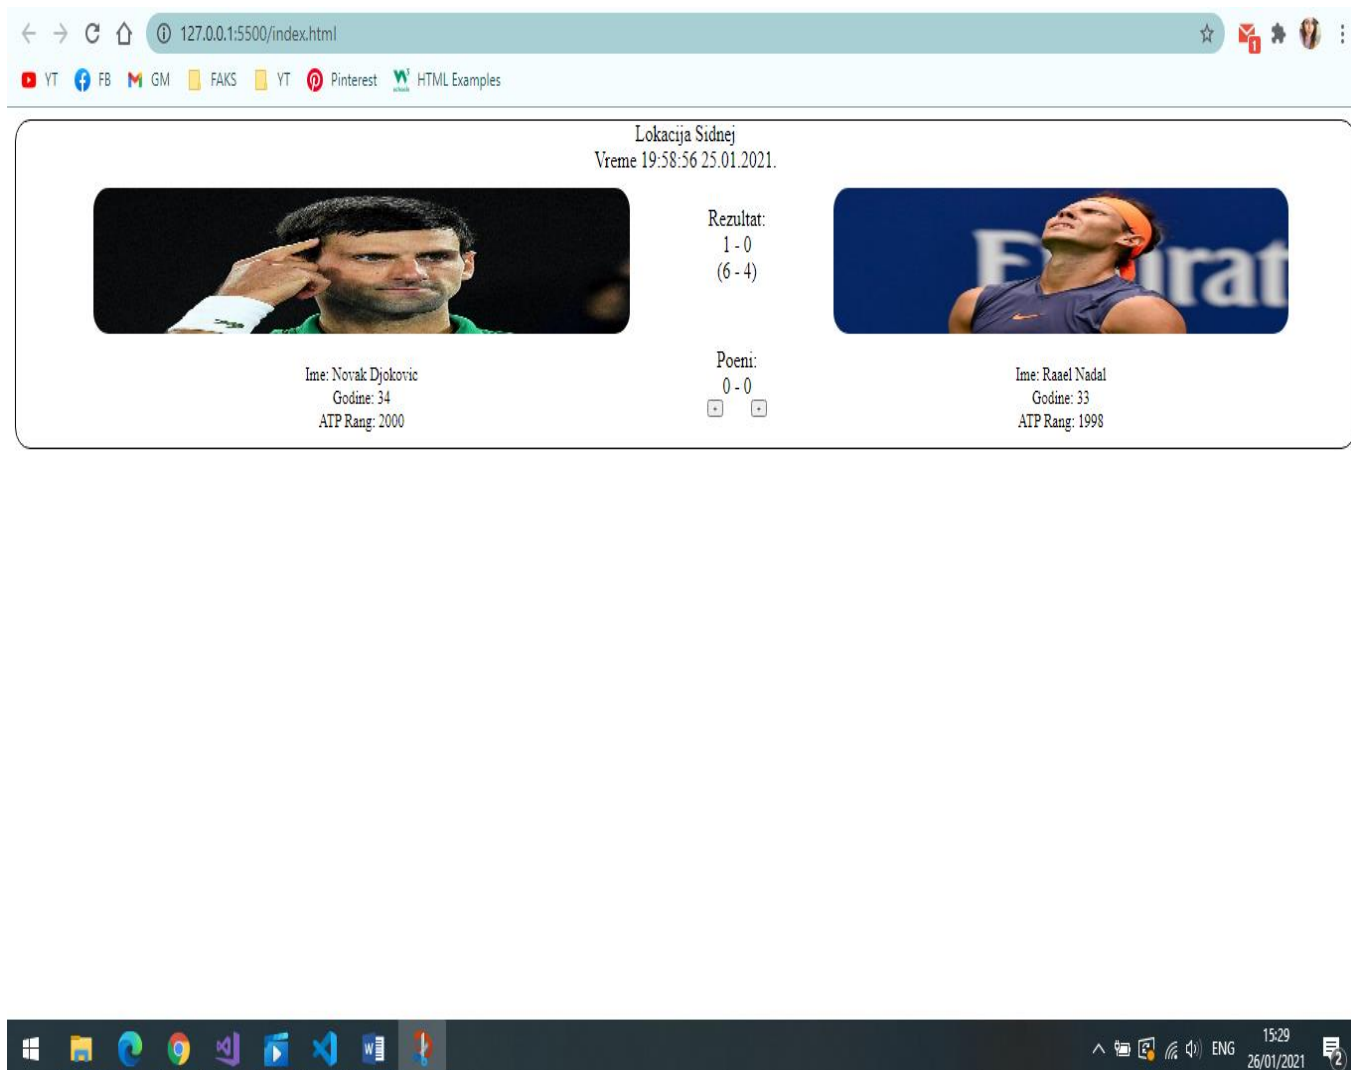 127.0.0.1:5500/index.html
1
YT FB GM FAKS YT Pinterest HTML Examples
Lokacija Sidnej
Vreme 19:58:56 25.01.2021.
Rezultat:
1 - 0
(6 - 4)
Poeni:
0 - 0
+ +
Ime: Novak Djokovic
Godine: 34
ATP Rang: 2000
Ime: Raael Nadal
Godine: 33
ATP Rang: 1998
ENG
15:29
26/01/2021
2